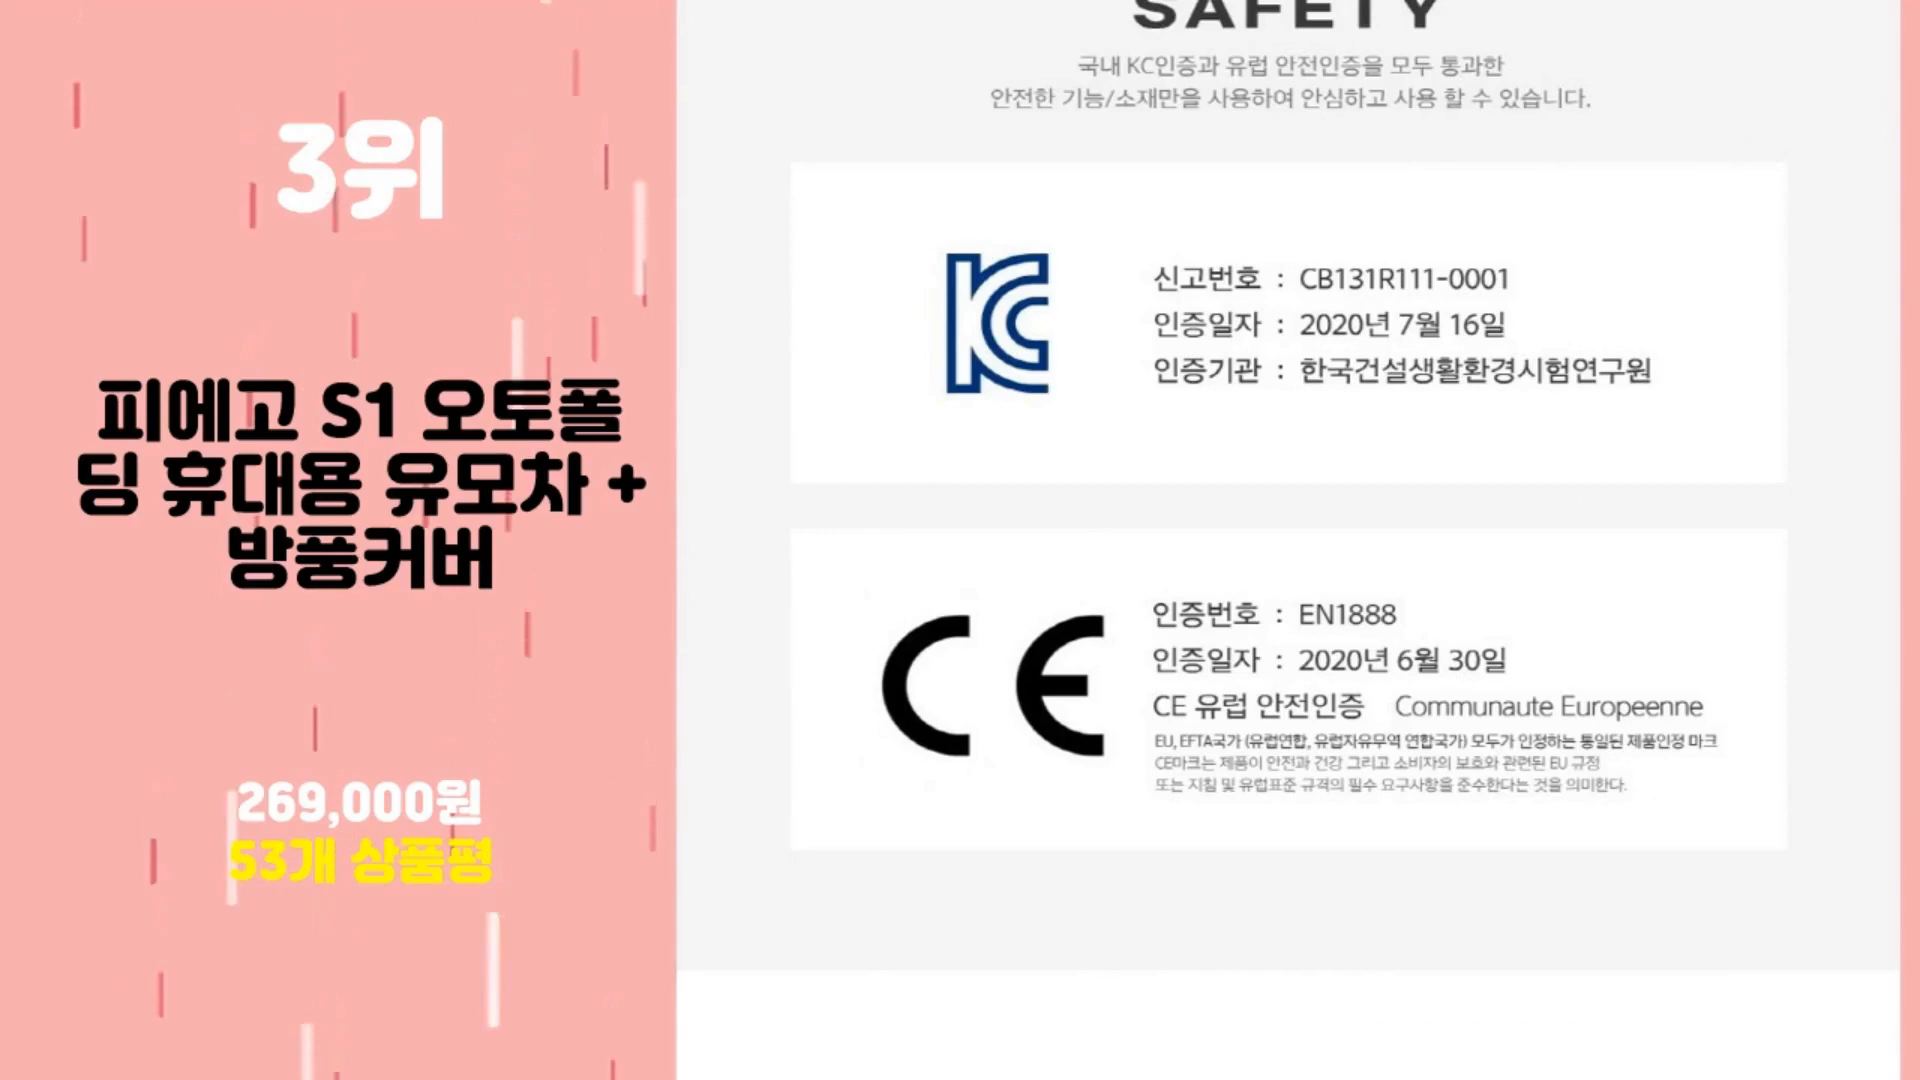 3위
피에고 S1 오토폴
딩 휴대용 유모차 +
방풍커버
269,000원
53개 상품평
SAFETY
국내 KC인증과 유럽 안전인증을 모두 통과한
안전한 기능/소재만을 사용하여 안심하고 사용 할 수 있습니다.
KC
신고번호 : CB131R111-0001
인증일자 : 2020년 7월 16일
인증기관 : 한국건설생활환경시험연구원
CE
인증번호 : EN1888
인증일자 : 2020년 6월 30일
CE 유럽 안전인증 Communaute Europeenne
EU, EFTA국가 (유럽연합, 유럽자유무역 연합국가) 모두가 인정하는 통일된 제품인정 마크
CE마크는 제품이 안전과 건강 그리고 소비자의 보호와 관련된 EU 규정
또는 지침 및 유럽표준 규격의 필수 요구사항을 준수한다는 것을 의미한다.